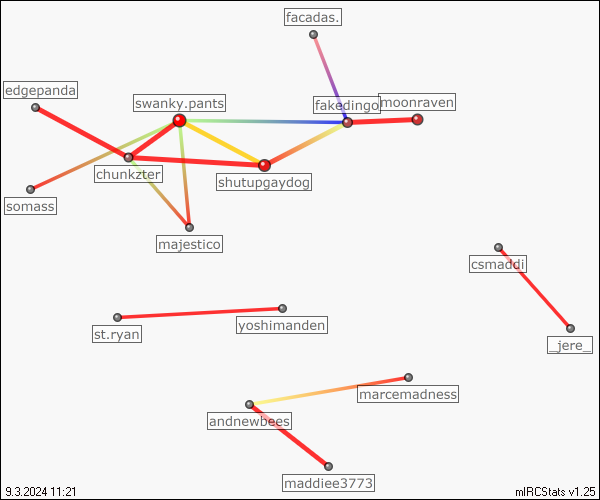 facadas.
edgepanda
swanky.pants
fakedingo
moonraven
chunkzter
shutupgaydog
somass
majestico
csmaddi
yoshimanden
st.ryan
_jere_
marcemadness
andnewbees
maddiee3773
9.3.2024 11:21
mIRCStats v1.25